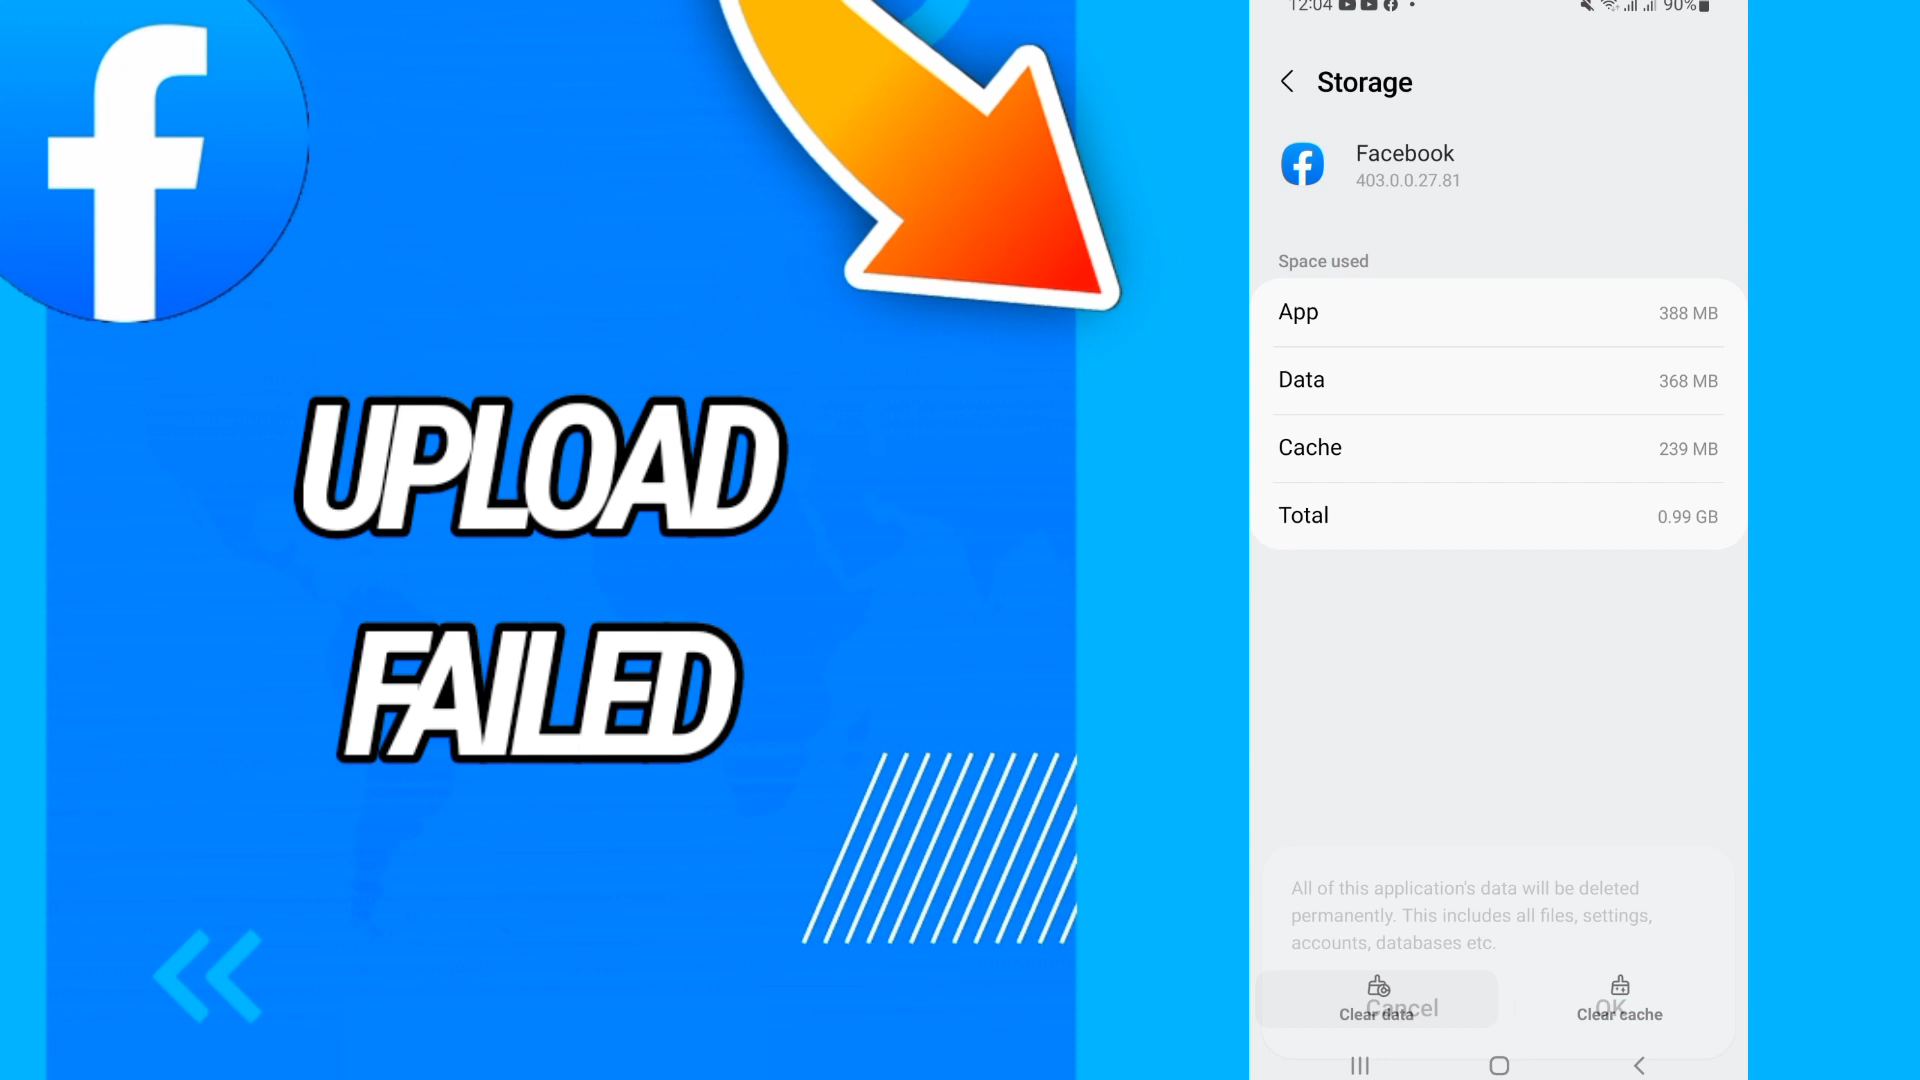 UPLOAD
FAILED
12:04 90%
Storage
Facebook
403.0.0.27.81
Space used
App 388 MB
Data 368 MB
Cache 239 MB
Total 0.99 GB
All of this application's data will be deleted
permanently. This includes all files, settings,
accounts, databases etc.
Cancel OK
Clear data Clear cache